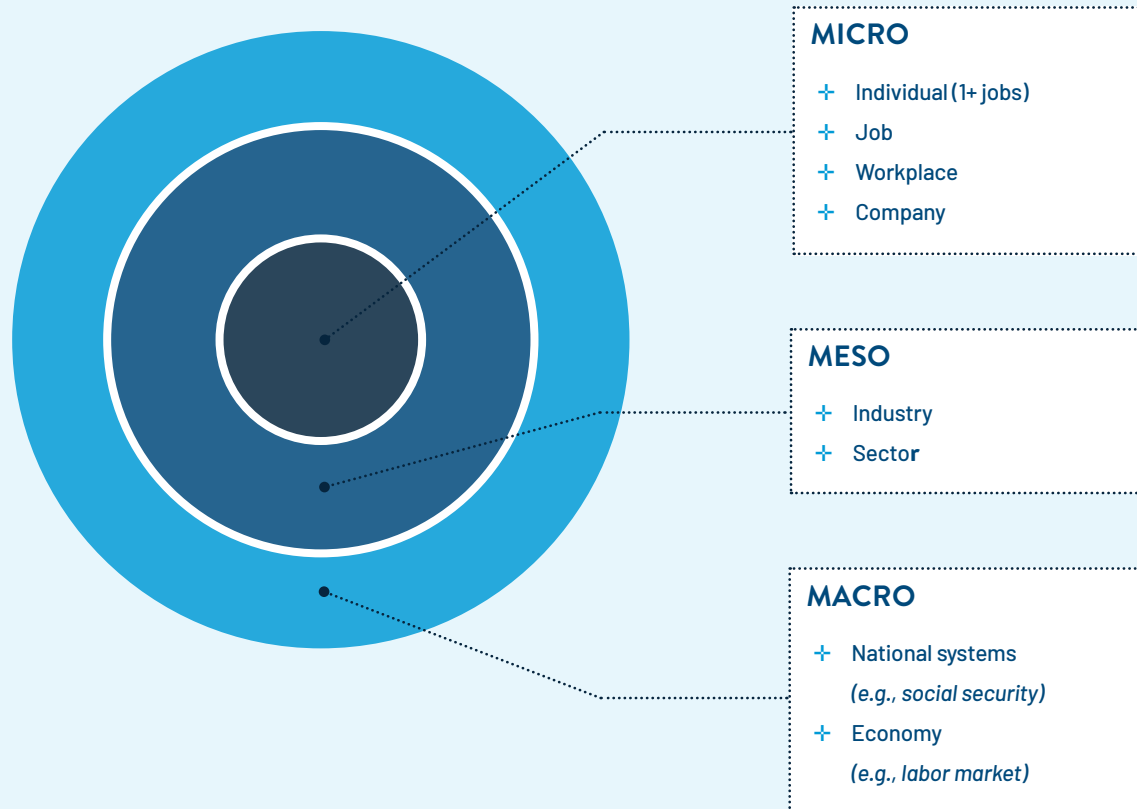 MICRO
Individual (1+ jobs)
Job
Workplace
Company
MESO
Industry
Sector
MACRO
National systems
(e.g., social security)
Economy
(e.g., labor market)